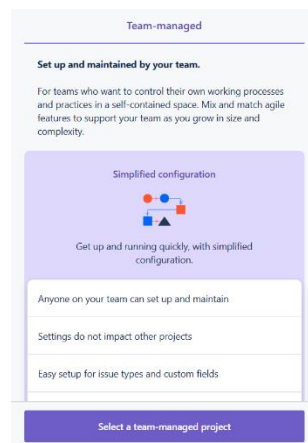 Team-managed
Set up and maintained by your team.
For teams who want to control their own working processes
and practices in a self-contained space. Mix and match agile
features to support your team as you grow in size and
complexity.
Simplified configuration
Get up and running quickly, with simplified
configuration.
Anyone on your team can set up and maintain
Settings do not impact other projects
Easy setup for issue types and custom fields
Select a team-managed project